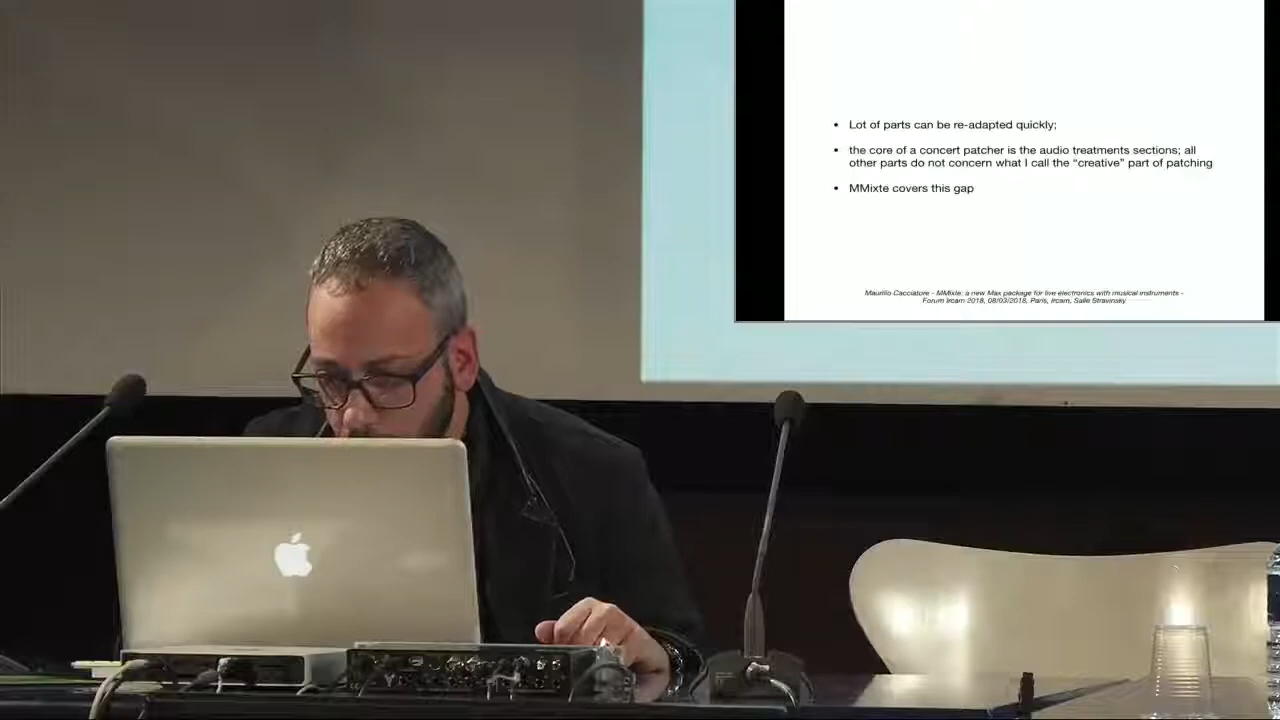 • Lot of parts can be re-adapted quickly;
• the core of a concert patcher is the audio treatments sections; all
other parts do not concern what I call the “creative” part of patching
• MMixte covers this gap
Maurilio Cacciatore - MMixte: a new Max package for live electronics with musical instruments -
Forum Ircam 2018, 08/03/2018, Paris, Ircam, Salle Stravinsky